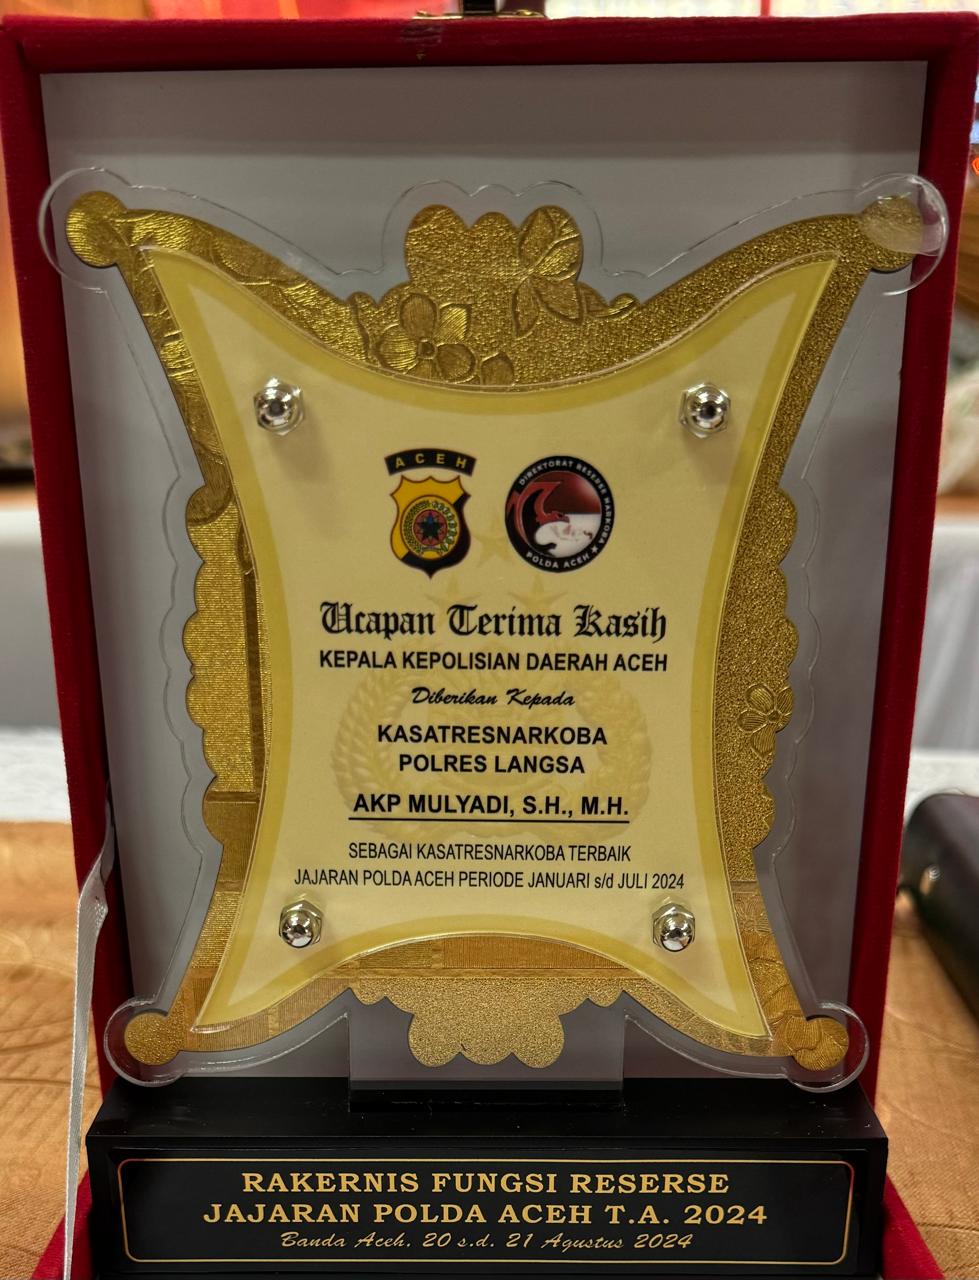 ACEH
DIREKTORAT RESERSE NARKOBA
POLDA ACEH
Ucapan Terima Kasih
KEPALA KEPOLISIAN DAERAH ACEH
Diberikan Kepada
KASATRESNARKOBA
POLRES LANGSA
AKP MULYADI, S.H., M.H.
SEBAGAI KASATRESNARKOBA TERBAIK
JAJARAN POLDA ACEH PERIODE JANUARI s/d JULI 2024
RAKERNIS FUNGSI RESERSE
JAJARAN POLDA ACEH T.A. 2024
Banda Aceh, 20 s.d. 21 Agustus 2024